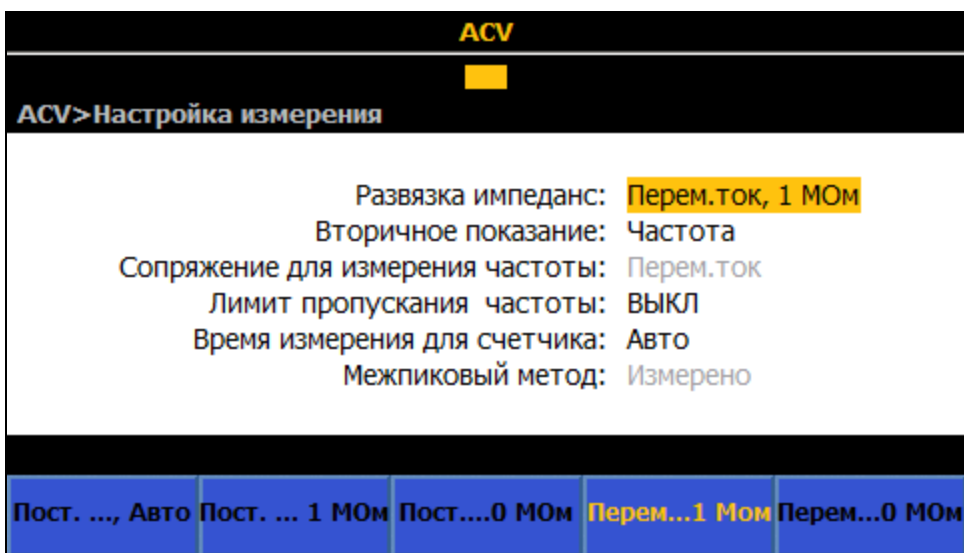 ACV
ACV>Настройка измерения
Развязка импеданс: Перем.ток, 1 МОм
Вторичное показание: Частота
Сопряжение для измерения частоты: Перем.ток
Лимит пропускания  частоты: ВЫКЛ
Время измерения для счетчика: Авто
Межпиковый метод: Измерено
Пост. ..., Авто Пост. ... 1 МОм Пост....0 МОм Перем...1 Мом Перем...0 МОм